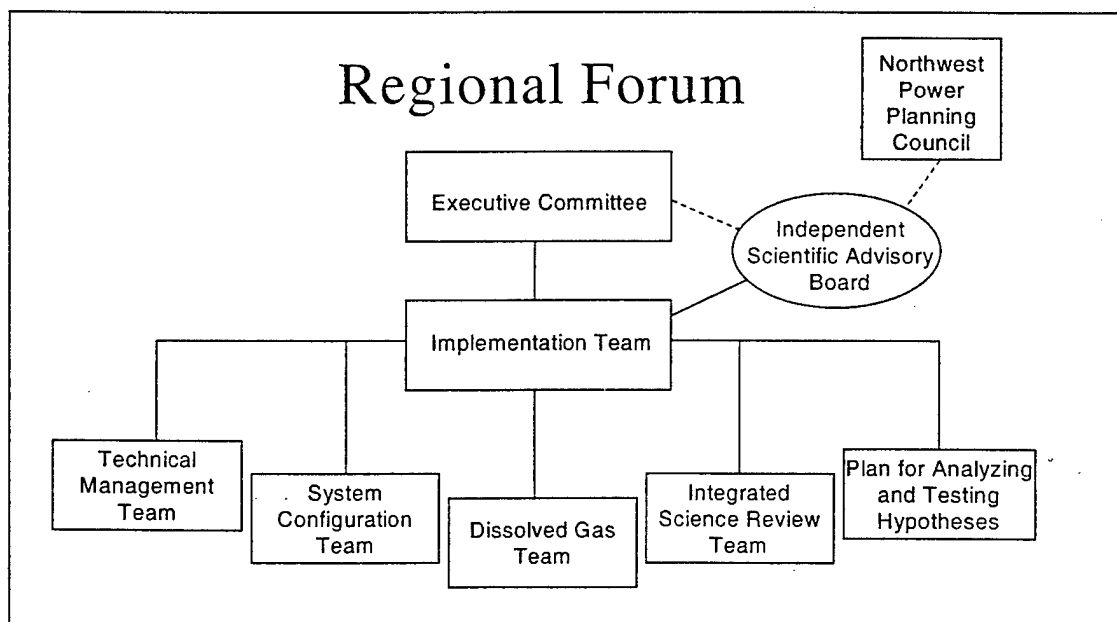 Regional Forum
Northwest
Power
Planning
Council
Executive Committee
Independent
Scientific Advisory
Board
Implementation Team
Technical
Management
Team
System
Configuration
Team
Dissolved Gas
Team
Integrated
Science Review
Team
Plan for Analyzing
and Testing
Hypotheses